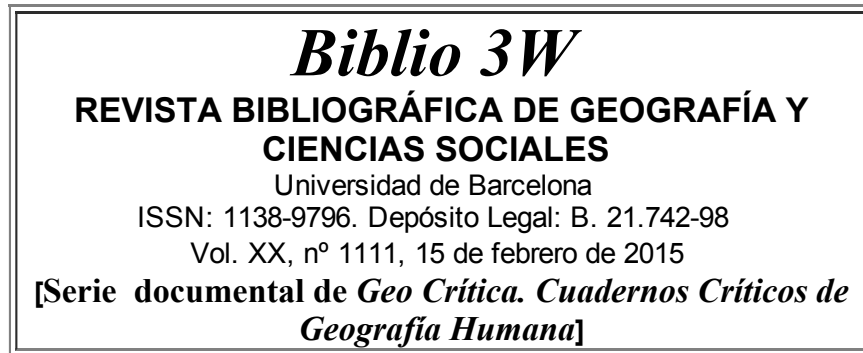 Biblio 3W
REVISTA BIBLIOGRÁFICA DE GEOGRAFÍA Y
CIENCIAS SOCIALES
Universidad de Barcelona
ISSN: 1138-9796. Depósito Legal: B. 21.742-98
Vol. XX, nº 1111, 15 de febrero de 2015
[Serie documental de Geo Crítica. Cuadernos Críticos de
Geografía Humana]